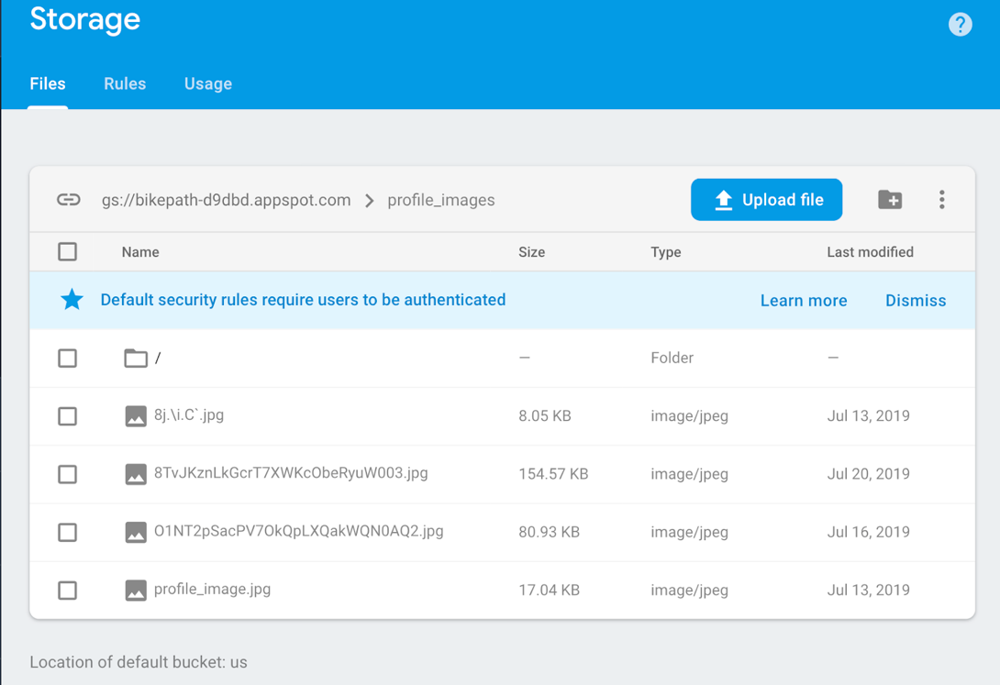 Storage
Files Rules Usage
gs://bikepath-d9dbd.appspot.com > profile_images Upload file
Name Size Type Last modified
Default security rules require users to be authenticated Learn more Dismiss
/ — Folder —
8j.\i.C`.jpg 8.05 KB image/jpeg Jul 13, 2019
8TvJKznLkGcrT7XWKcObeRyuW003.jpg 154.57 KB image/jpeg Jul 20, 2019
O1NT2pSacPV7OkQpLXQakWQN0AQ2.jpg 80.93 KB image/jpeg Jul 16, 2019
profile_image.jpg 17.04 KB image/jpeg Jul 13, 2019
Location of default bucket: us